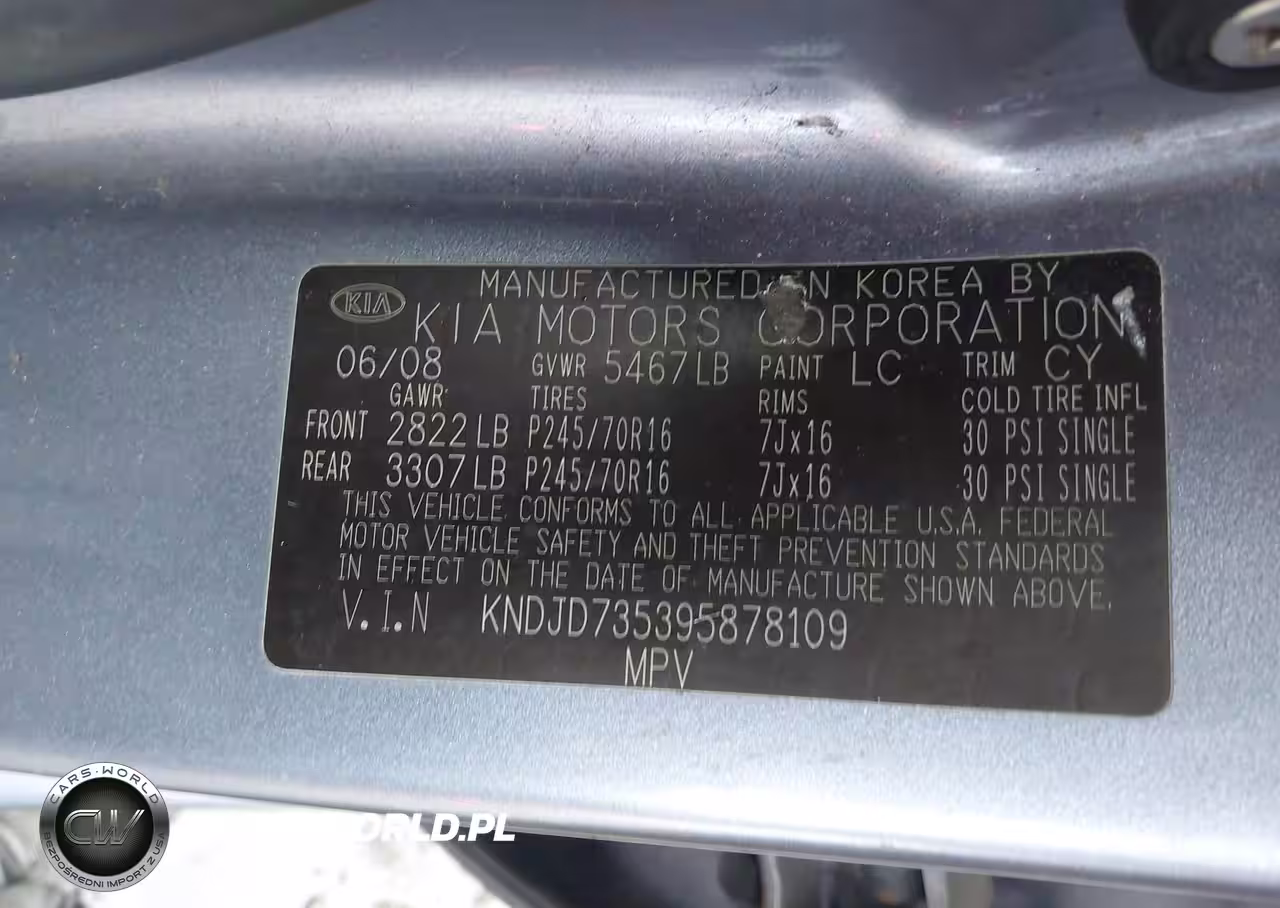 MANUFACTURED IN KOREA BY
KIA
KIA MOTORS CORPORATION
06/08 GVWR 5467LB PAINT LC TRIM CY
GAWR TIRES RIMS COLD TIRE INFL
FRONT 2822LB P245/70R16 7Jx16 30 PSI SINGLE
REAR 3307LB P245/70R16 7Jx16 30 PSI SINGLE
THIS VEHICLE CONFORMS TO ALL APPLICABLE U.S.A. FEDERAL
MOTOR VEHICLE SAFETY AND THEFT PREVENTION STANDARDS
IN EFFECT ON THE DATE OF MANUFACTURE SHOWN ABOVE.
V.I.N KNDJD735395878109
MPV
CARS-WORLD
CW
BEZPOŚREDNI IMPORT Z USA
ORLD.PL